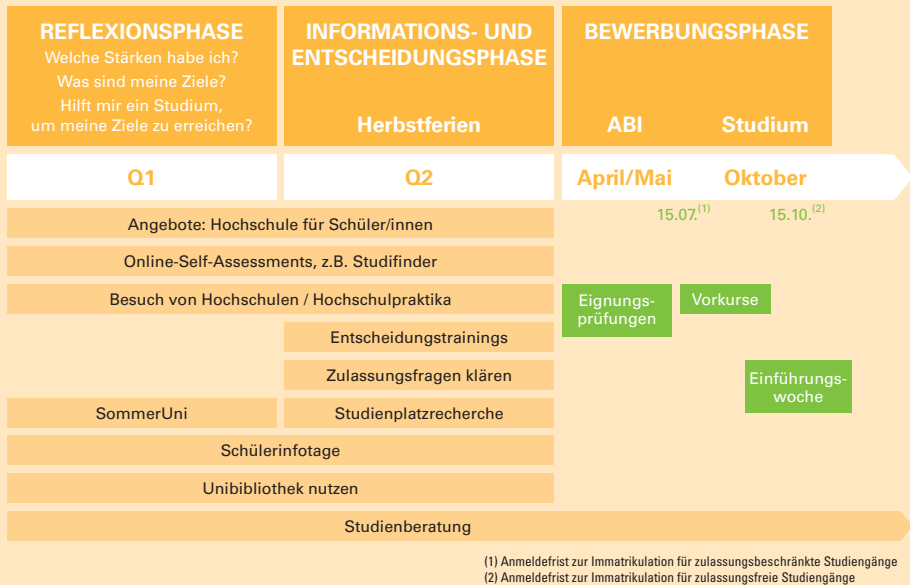 REFLEXIONSPHASE
Welche Stärken habe ich?
Was sind meine Ziele?
Hilft mir ein Studium,
um meine Ziele zu erreichen?
INFORMATIONS- UND
ENTSCHEIDUNGSPHASE
Herbstferien
BEWERBUNGSPHASE
ABI Studium
Q1 Q2 April/Mai Oktober
15.07.(1) 15.10.(2)
Angebote: Hochschule für Schüler/innen
Online-Self-Assessments, z.B. Studifinder
Besuch von Hochschulen / Hochschulpraktika
Eignungs-
prüfungen
Vorkurse
Entscheidungstrainings
Zulassungsfragen klären
Einführungs-
woche
SommerUni Studienplatzrecherche
Schülerinfotage
Unibibliothek nutzen
Studienberatung
(1) Anmeldefrist zur Immatrikulation für zulassungsbeschränkte Studiengänge
(2) Anmeldefrist zur Immatrikulation für zulassungsfreie Studiengänge